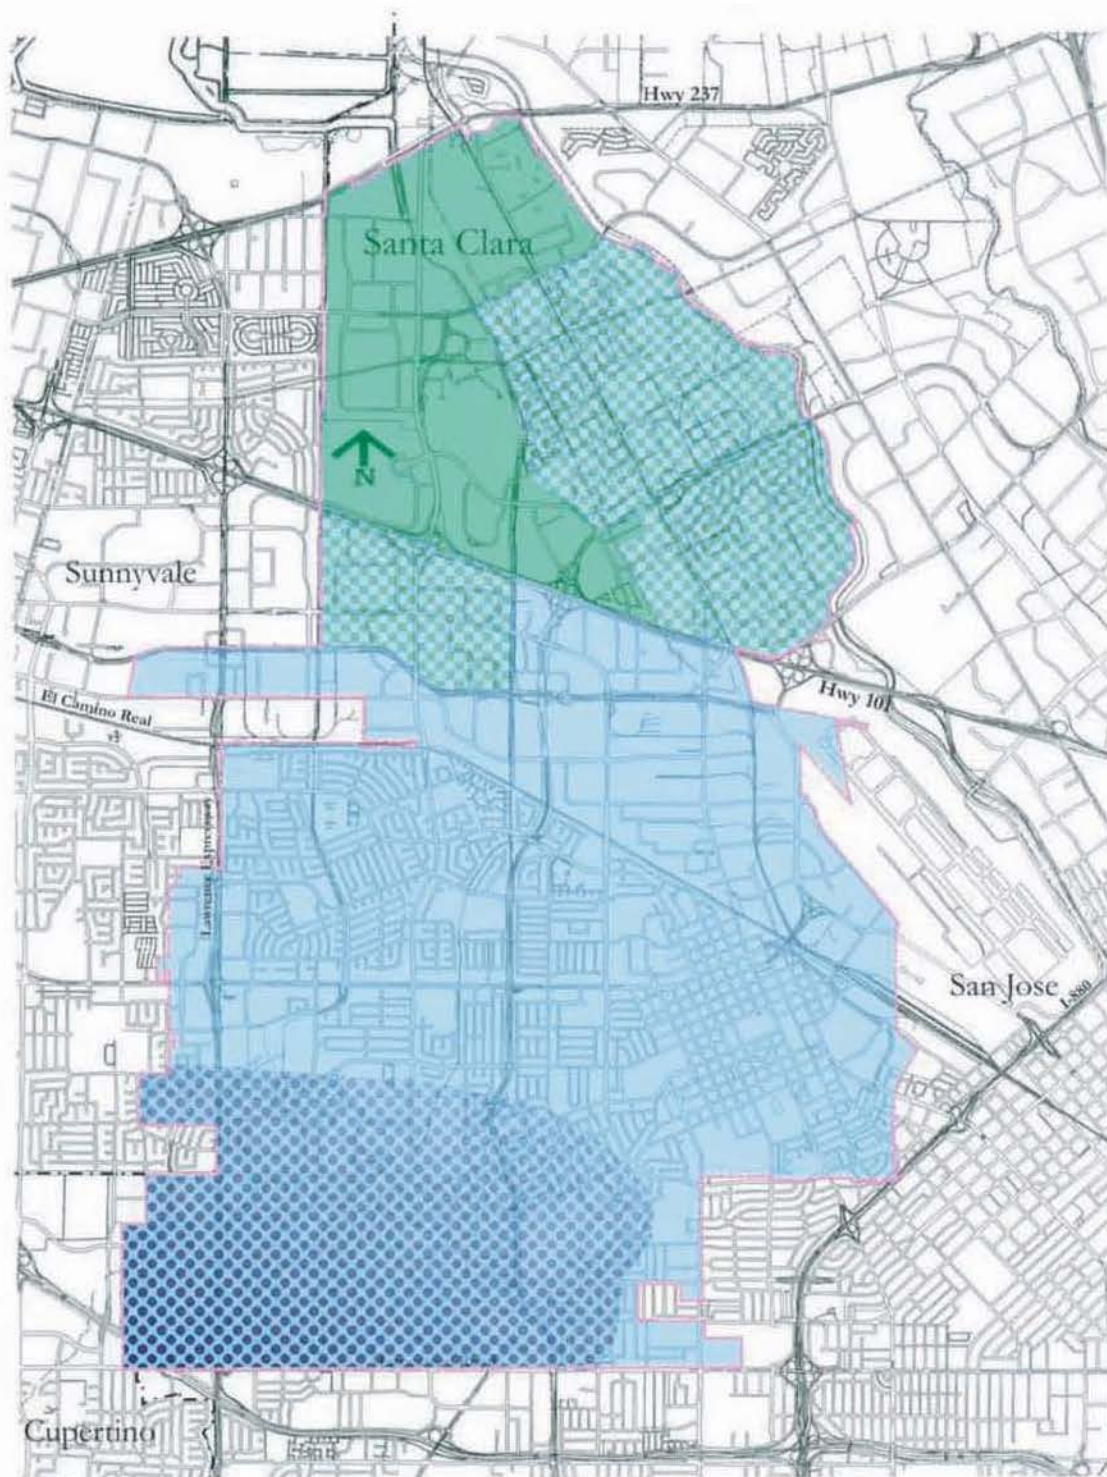 Hwy 237
Santa Clara
N
Sunnyvale
El Camino Real
Hwy 101
Lawrence Expressway
San Jose
I-880
Cupertino